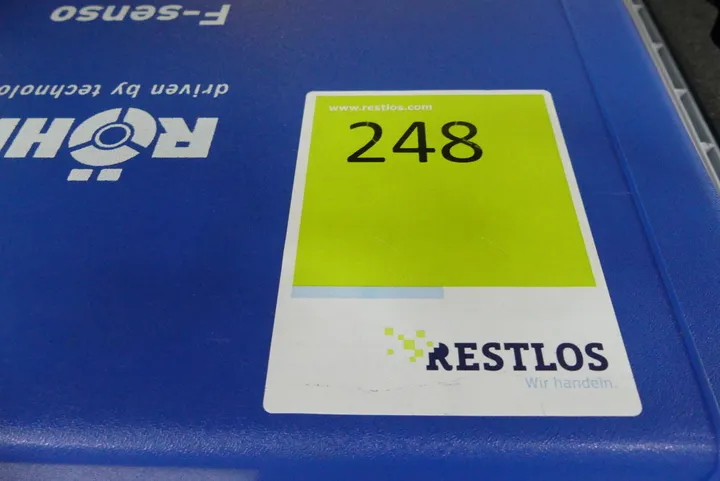 F-senso
driven by technolo
RÖH
www.restlos.com
248
RESTLOS
Wir handeln.